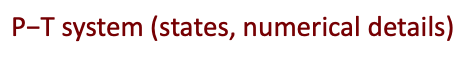 P−T system (states, numerical details)